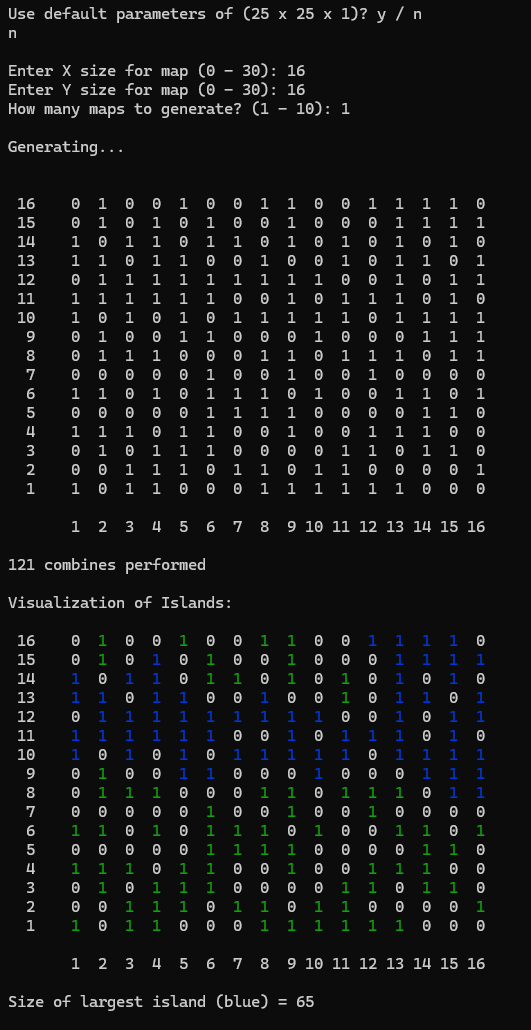 Use default parameters of (25 x 25 x 1)? y / n
n
Enter X size for map (0 - 30): 16
Enter Y size for map (0 - 30): 16
How many maps to generate? (1 - 10): 1
Generating...
16 0 1 0 0 1 0 0 1 1 0 0 1 1 1 1 0
15 0 1 0 1 0 1 0 0 1 0 0 0 1 1 1 1
14 1 0 1 1 0 1 1 0 1 0 1 0 1 0 1 0
13 1 1 0 1 1 0 0 1 0 0 1 0 1 1 0 1
12 0 1 1 1 1 1 1 1 1 1 0 0 1 0 1 1
11 1 1 1 1 1 1 0 0 1 0 1 1 1 0 1 0
10 1 0 1 0 1 0 1 1 1 1 1 0 1 1 1 1
9 0 1 0 0 1 1 0 0 0 1 0 0 0 1 1 1
8 0 1 1 1 0 0 0 1 1 0 1 1 1 0 1 1
7 0 0 0 0 0 1 0 0 1 0 0 1 0 0 0 0
6 1 1 0 1 0 1 1 1 0 1 0 0 1 1 0 1
5 0 0 0 0 0 1 1 1 1 0 0 0 0 1 1 0
4 1 1 1 0 1 1 0 0 1 0 0 1 1 1 0 0
3 0 1 0 1 1 1 0 0 0 0 1 1 0 1 1 0
2 0 0 1 1 1 0 1 1 0 1 1 0 0 0 0 1
1 1 0 1 1 0 0 0 1 1 1 1 1 1 0 0 0
1 2 3 4 5 6 7 8 9 10 11 12 13 14 15 16
121 combines performed
Visualization of Islands:
16 0 1 0 0 1 0 0 1 1 0 0 1 1 1 1 0
15 0 1 0 1 0 1 0 0 1 0 0 0 1 1 1 1
14 1 0 1 1 0 1 1 0 1 0 1 0 1 0 1 0
13 1 1 0 1 1 0 0 1 0 0 1 0 1 1 0 1
12 0 1 1 1 1 1 1 1 1 1 0 0 1 0 1 1
11 1 1 1 1 1 1 0 0 1 0 1 1 1 0 1 0
10 1 0 1 0 1 0 1 1 1 1 1 0 1 1 1 1
9 0 1 0 0 1 1 0 0 0 1 0 0 0 1 1 1
8 0 1 1 1 0 0 0 1 1 0 1 1 1 0 1 1
7 0 0 0 0 0 1 0 0 1 0 0 1 0 0 0 0
6 1 1 0 1 0 1 1 1 0 1 0 0 1 1 0 1
5 0 0 0 0 0 1 1 1 1 0 0 0 0 1 1 0
4 1 1 1 0 1 1 0 0 1 0 0 1 1 1 0 0
3 0 1 0 1 1 1 0 0 0 0 1 1 0 1 1 0
2 0 0 1 1 1 0 1 1 0 1 1 0 0 0 0 1
1 1 0 1 1 0 0 0 1 1 1 1 1 1 0 0 0
1 2 3 4 5 6 7 8 9 10 11 12 13 14 15 16
Size of largest island (blue) = 65